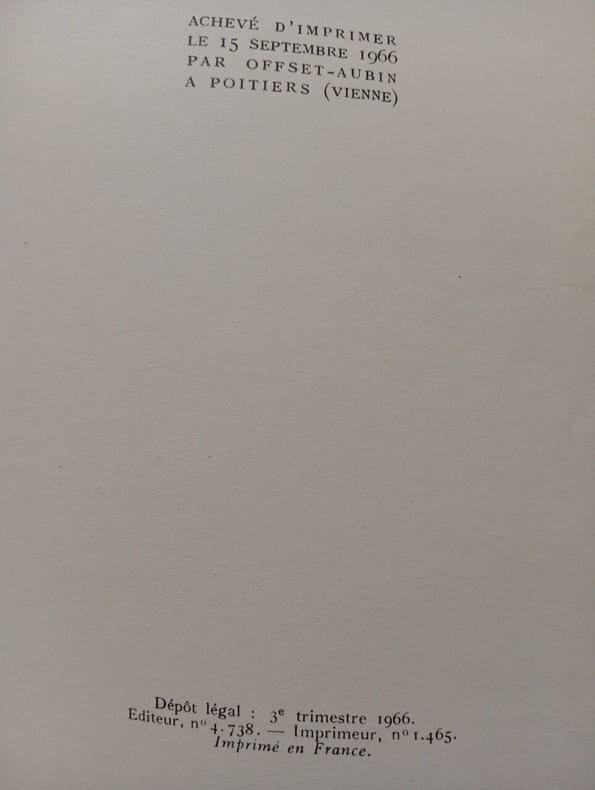 ACHEVÉ D'IMPRIMER
LE 15 SEPTEMBRE 1966
PAR OFFSET-AUBIN
A POITIERS (VIENNE)
Dépôt légal : 3e trimestre 1966.
Editeur, no 4.738. — Imprimeur, no 1.465.
Imprimé en France.